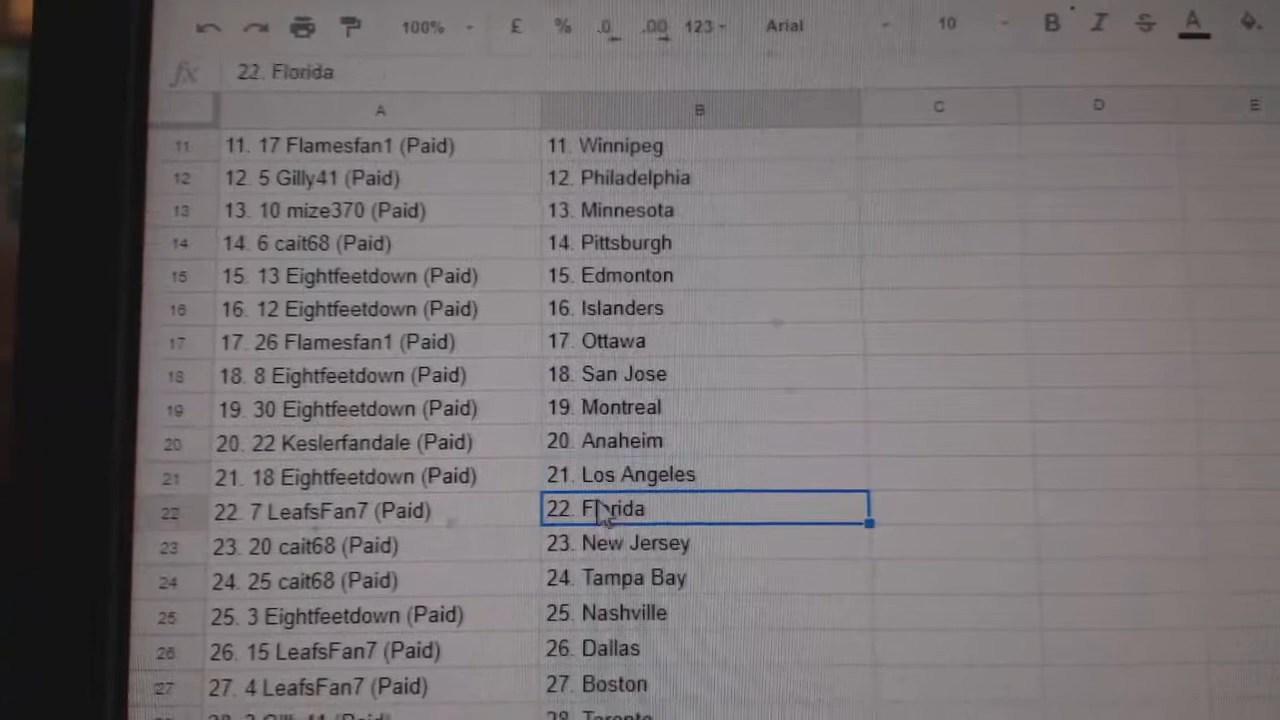 100% £ % .0 .00 123 Arial 10 B I S A
fx 22. Florida
A B C D E
11 11. 17 Flamesfan1 (Paid) 11. Winnipeg
12 12. 5 Gilly41 (Paid) 12. Philadelphia
13 13. 10 mize370 (Paid) 13. Minnesota
14 14. 6 cait68 (Paid) 14. Pittsburgh
15 15. 13 Eightfeetdown (Paid) 15. Edmonton
16 16. 12 Eightfeetdown (Paid) 16. Islanders
17 17. 26 Flamesfan1 (Paid) 17. Ottawa
18 18. 8 Eightfeetdown (Paid) 18. San Jose
19 19. 30 Eightfeetdown (Paid) 19. Montreal
20 20. 22 Keslerfandale (Paid) 20. Anaheim
21 21. 18 Eightfeetdown (Paid) 21. Los Angeles
22 22. 7 LeafsFan7 (Paid) 22. Florida
23 23. 20 cait68 (Paid) 23. New Jersey
24 24. 25 cait68 (Paid) 24. Tampa Bay
25 25. 3 Eightfeetdown (Paid) 25. Nashville
26 26. 15 LeafsFan7 (Paid) 26. Dallas
27 27. 4 LeafsFan7 (Paid) 27. Boston
28. Toronto